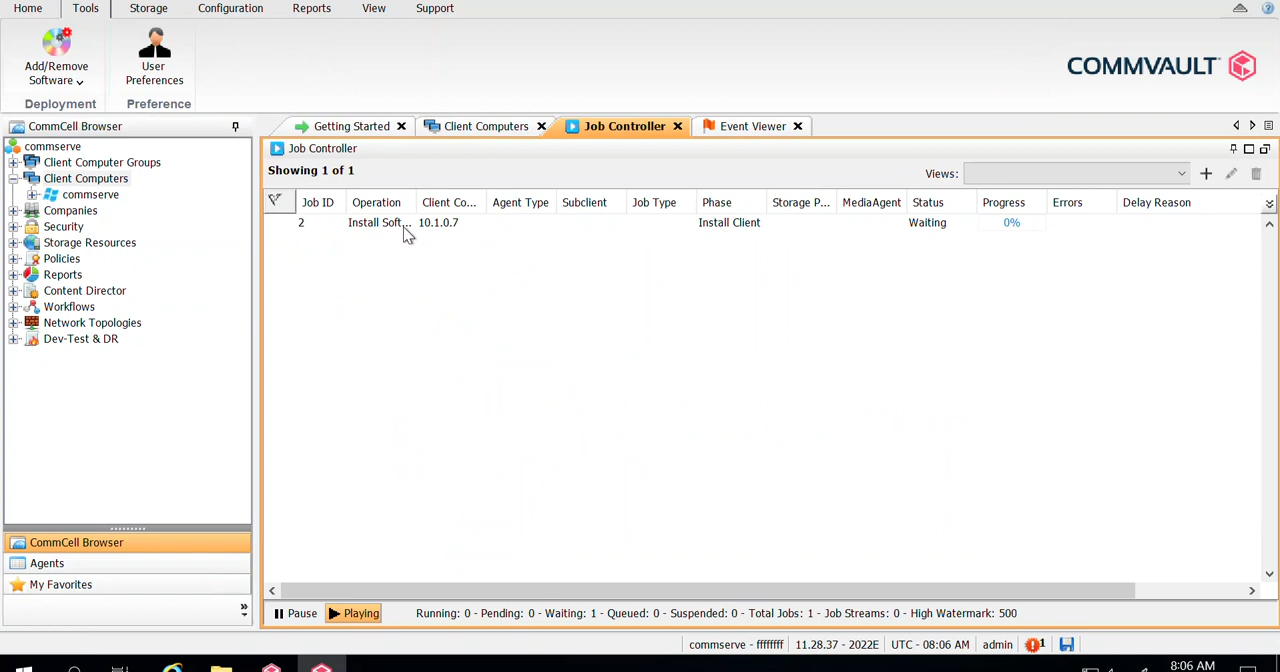 Home Tools Storage Configuration Reports View Support
Add/Remove
Software
User
Preferences
Deployment
Preference
COMMVAULT
CommCell Browser
Getting Started
Client Computers
Job Controller
Event Viewer
commserve
Client Computer Groups
Client Computers
commserve
Companies
Security
Storage Resources
Policies
Reports
Content Director
Workflows
Network Topologies
Dev-Test & DR
CommCell Browser
Agents
My Favorites
Job Controller
Showing 1 of 1
Views:
Job ID Operation Client Co... Agent Type Subclient Job Type Phase Storage P... MediaAgent Status Progress Errors Delay Reason
2 Install Soft... 10.1.0.7 Install Client Waiting 0%
Pause Playing Running: 0 - Pending: 0 - Waiting: 1 - Queued: 0 - Suspended: 0 - Total Jobs: 1 - Job Streams: 0 - High Watermark: 500
commserve - ffffffff 11.28.37 - 2022E UTC - 08:06 AM admin 1
8:06 AM